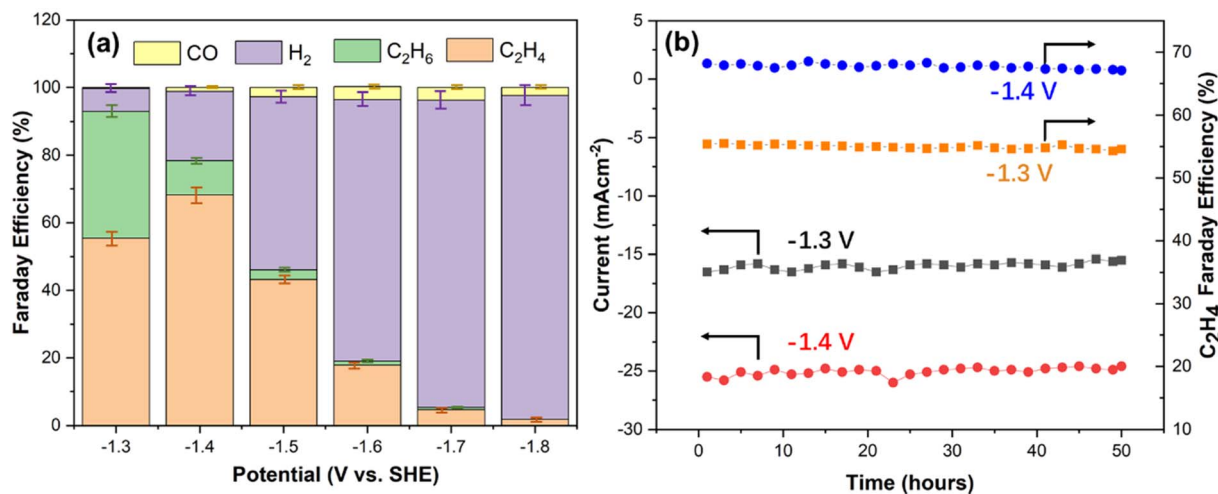 (a)
CO H₂ C₂H₆ C₂H₄
120
100
80
60
40
20
0
Faraday Efficiency (%)
-1.3 -1.4 -1.5 -1.6 -1.7 -1.8
Potential (V vs. SHE)
(b)
5
0
-5
-10
-15
-20
-25
-30
Current (mAcm⁻²)
-1.4 V
-1.3 V
-1.3 V
-1.4 V
0 10 20 30 40 50
Time (hours)
70
60
50
40
30
20
10
C₂H₄ Faraday Efficiency (%)